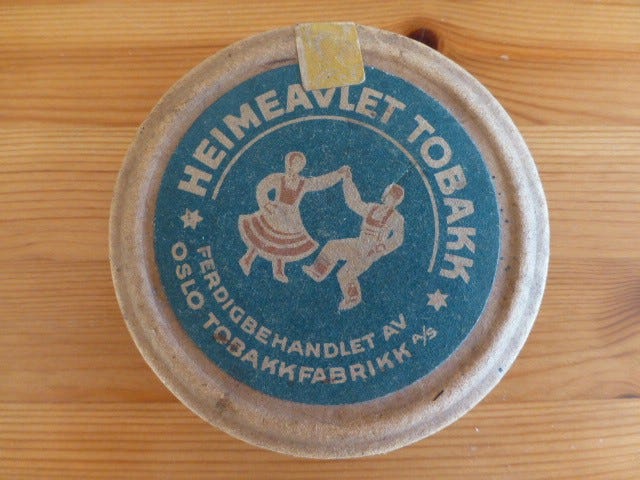 HEIMEAVLET TOBAKK
FERDIGBEHANDLET AV
OSLO TOBAKKFABRIKK A/S